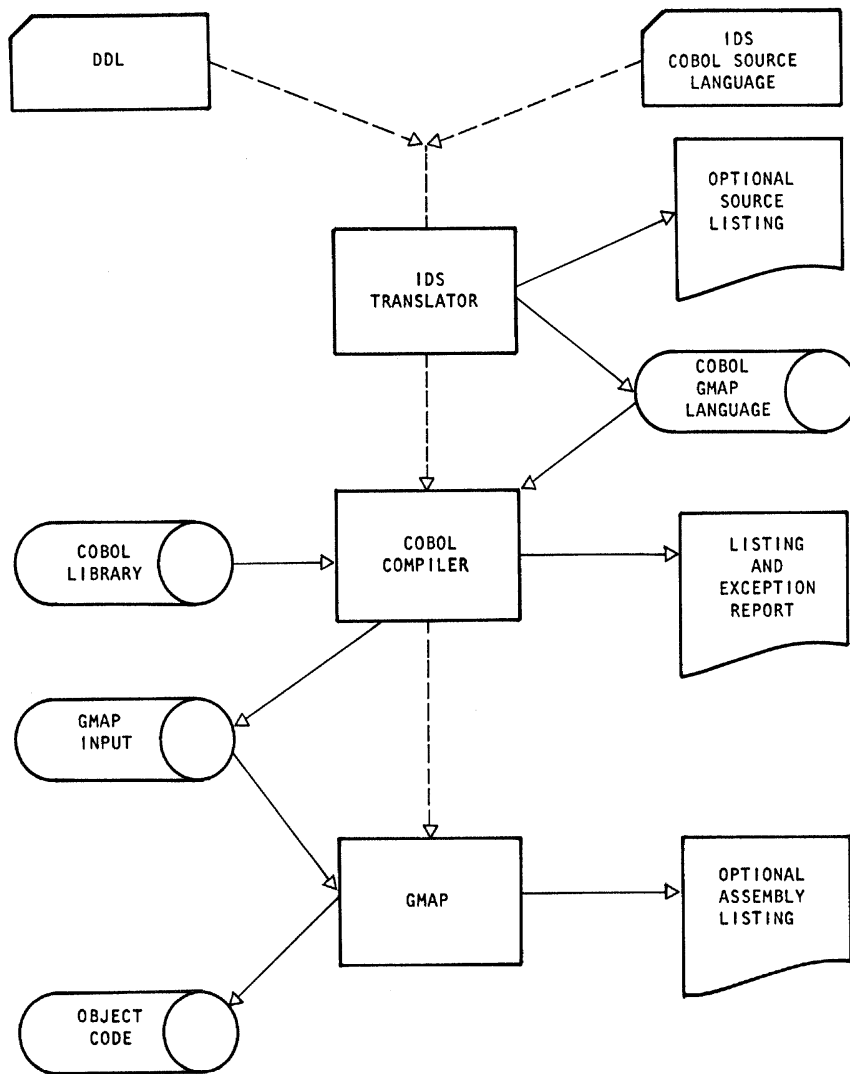 DDL
IDS
COBOL SOURCE
LANGUAGE
OPTIONAL
SOURCE
LISTING
IDS
TRANSLATOR
COBOL
GMAP
LANGUAGE
COBOL
LIBRARY
COBOL
COMPILER
LISTING
AND
EXCEPTION
REPORT
GMAP
INPUT
GMAP
OPTIONAL
ASSEMBLY
LISTING
OBJECT
CODE